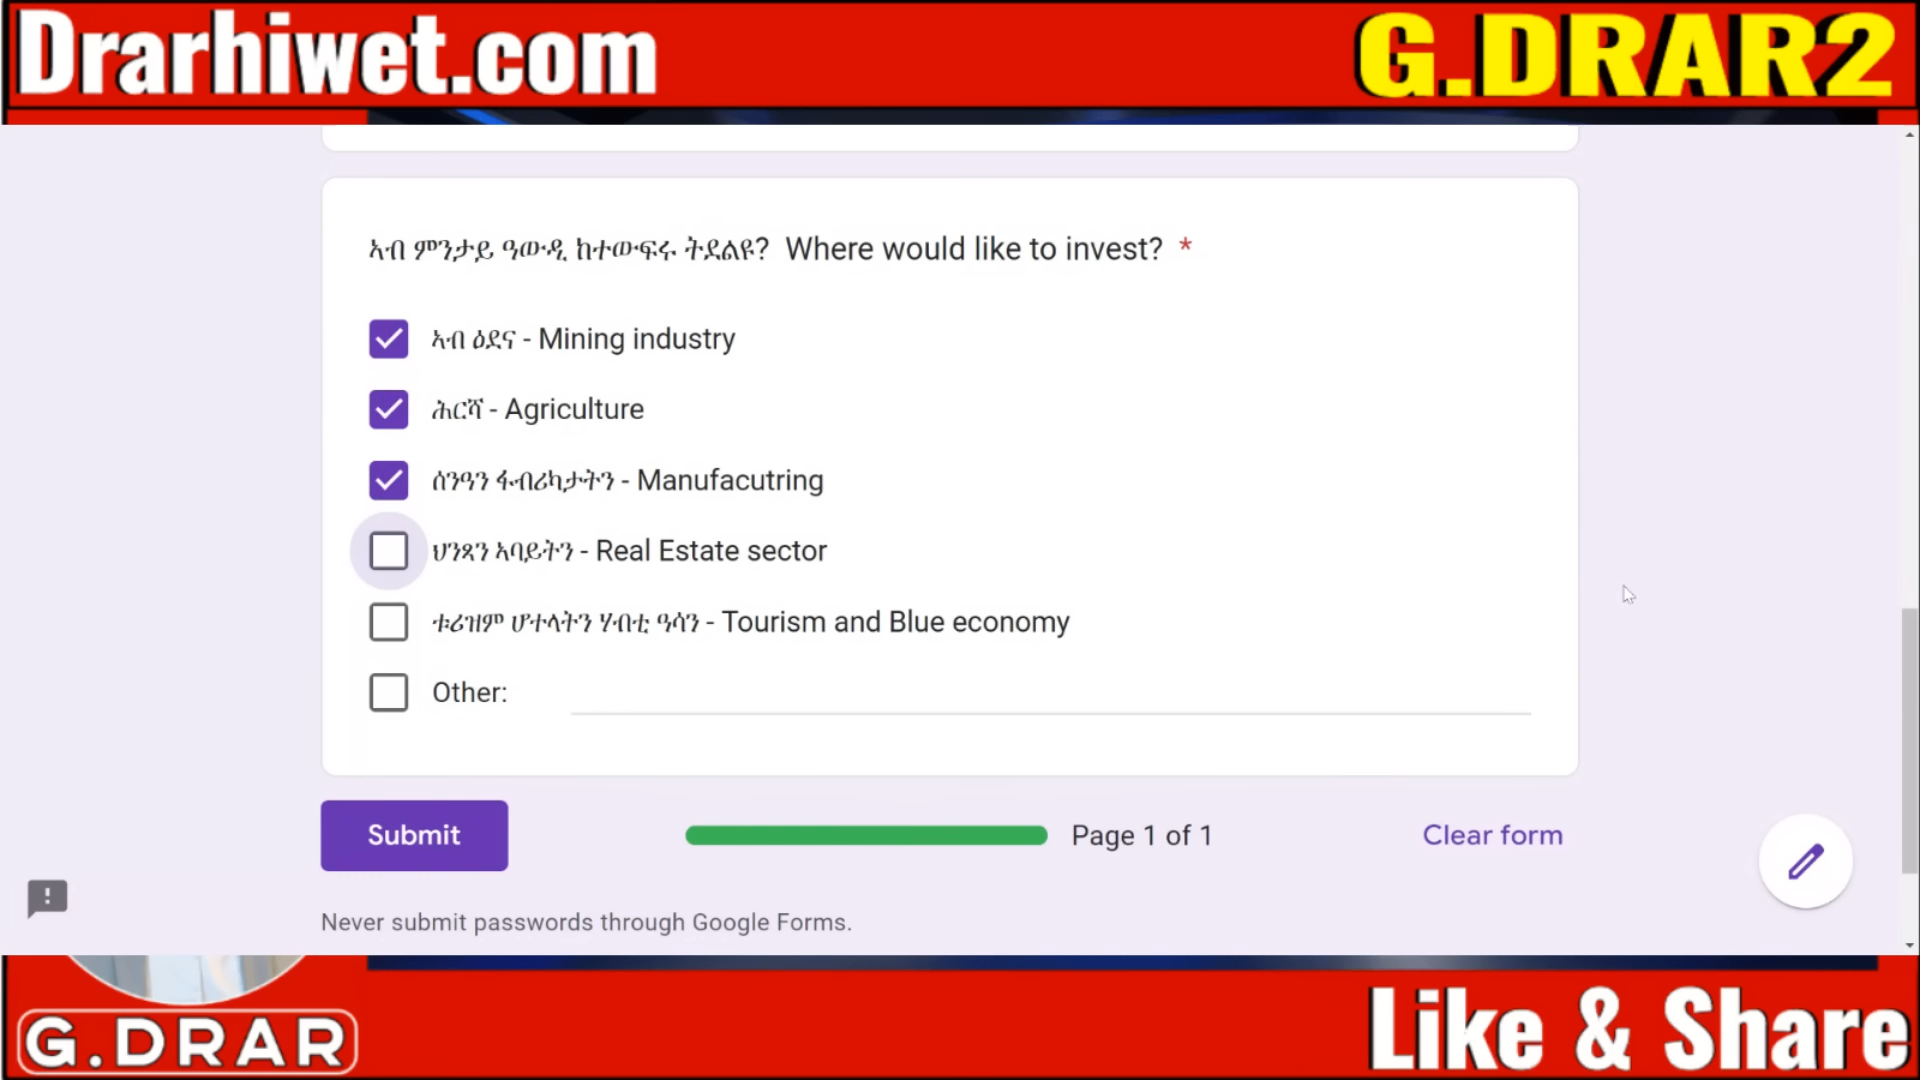 Drarhiwet.com
G.DRAR2
ኣብ ምንታይ ዓውዲ ከተውፍሩ ትደልዩ? Where would like to invest? *
ኣብ ዕደና - Mining industry
ሕርሻ - Agriculture
ሰንዓን ፋብሪካታትን - Manufacutring
ህንጻን ኣባይትን - Real Estate sector
ቱሪዝም ሆተላትን ሃብቲ ዓሳን - Tourism and Blue economy
Other:
Submit
Page 1 of 1
Clear form
Never submit passwords through Google Forms.
G.DRAR
Like & Share